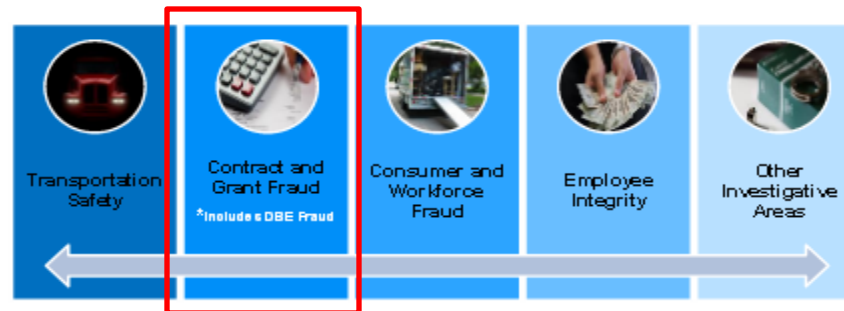 Transportation
Safety
Contract and
Grant Fraud
*Includes DBE Fraud
Consumer and
Workforce
Fraud
Employee
Integrity
Other
Investigative
Areas